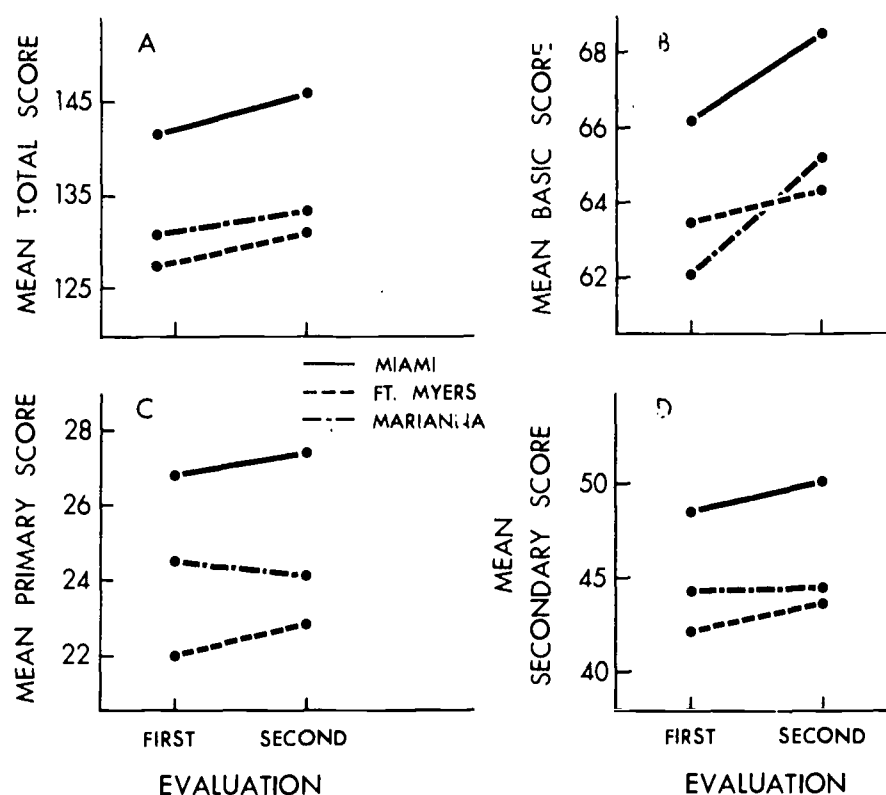 A
MEAN TOTAL SCORE
145
135
125
B
MEAN BASIC SCORE
68
66
64
62
MIAMI
FT. MYERS
C
MEAN PRIMARY SCORE
28
26
24
22
FIRST
SECOND
EVALUATION
D
MEAN
SECONDARY SCORE
50
45
40
FIRST
SECOND
EVALUATION